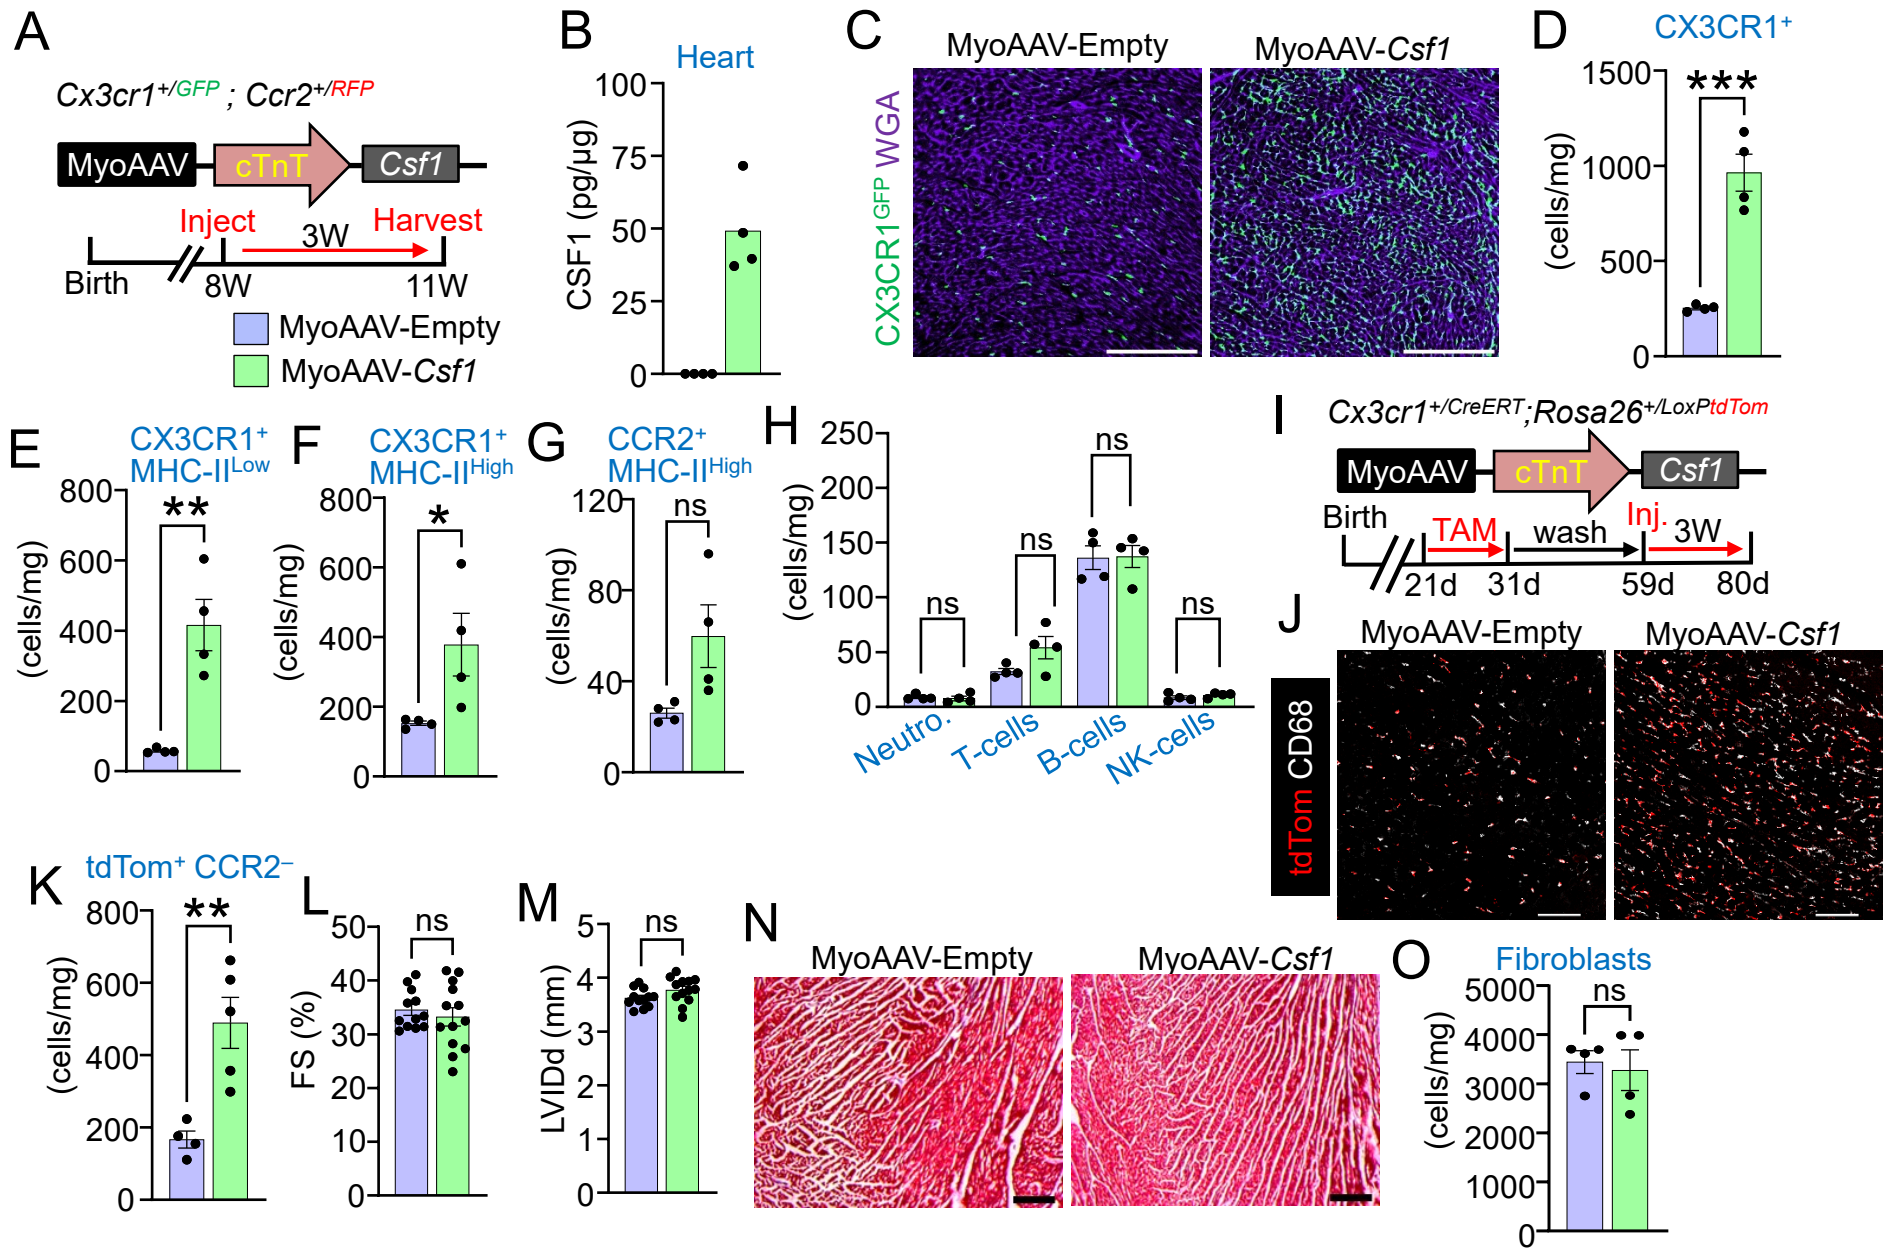 A
Cx3cr1+/GFP ; Ccr2+/RFP
MyoAAV cTnT Csf1
Inject 3W Harvest
Birth 8W 11W
MyoAAV-Empty
MyoAAV-Csf1
B
Heart
CSF1 (pg/µg)
100
75
50
25
0
C
MyoAAV-Empty MyoAAV-Csf1
CX3CR1GFP WGA
D
CX3CR1+
(cells/mg)
1500
1000
500
0
***
E
CX3CR1+
MHC-IILow
(cells/mg)
800
600
400
200
0
**
F
CX3CR1+
MHC-IIHigh
(cells/mg)
800
600
400
200
0
*
G
CCR2+
MHC-IIHigh
(cells/mg)
120
80
40
0
ns
H
(cells/mg)
250
200
150
100
50
0
ns ns ns ns
Neutro. T-cells B-cells NK-cells
I
Cx3cr1+/CreERT;Rosa26+/LoxPtdTom
MyoAAV cTnT Csf1
Birth TAM wash Inj. 3W
21d 31d 59d 80d
J
MyoAAV-Empty MyoAAV-Csf1
tdTom CD68
K
tdTom+ CCR2–
(cells/mg)
800
600
400
200
0
**
L
FS (%)
50
40
30
20
10
0
ns
M
LVIDd (mm)
5
4
3
2
1
0
ns
N
MyoAAV-Empty MyoAAV-Csf1
O
Fibroblasts
(cells/mg)
5000
4000
3000
2000
1000
0
ns